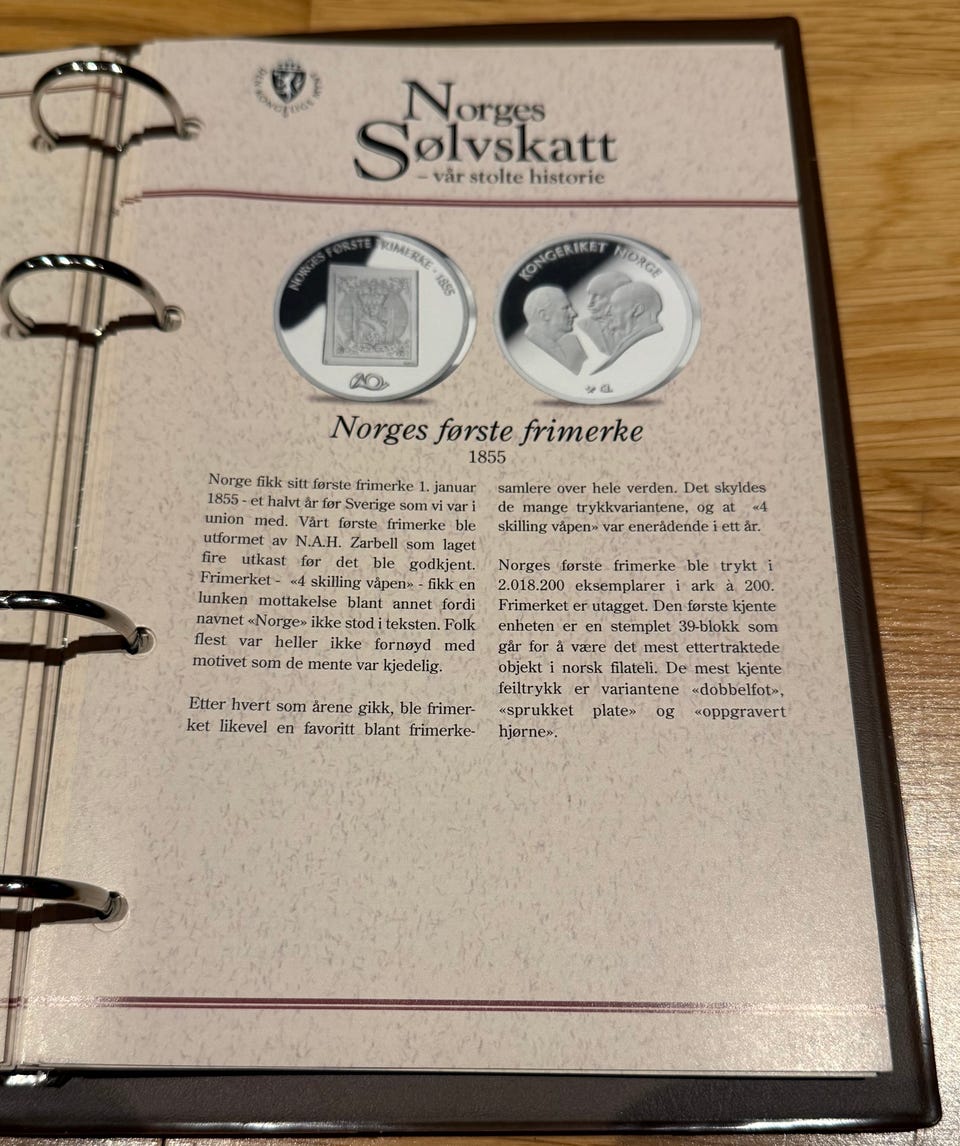 Norges
Sølvskatt
– vår stolte historie
NORGES FØRSTE FRIMERKE · 1855
KONGERIKET NORGE
Norges første frimerke
1855
Norge fikk sitt første frimerke 1. januar
1855 - et halvt år før Sverige som vi var i
union med. Vårt første frimerke ble
utformet av N.A.H. Zarbell som laget
fire utkast før det ble godkjent.
Frimerket - «4 skilling våpen» - fikk en
lunken mottakelse blant annet fordi
navnet «Norge» ikke stod i teksten. Folk
flest var heller ikke fornøyd med
motivet som de mente var kjedelig.
Etter hvert som årene gikk, ble frimer-
ket likevel en favoritt blant frimerke-
samlere over hele verden. Det skyldes
de mange trykkvariantene, og at «4
skilling våpen» var enerådende i ett år.
Norges første frimerke ble trykt i
2.018.200 eksemplarer i ark à 200.
Frimerket er utagget. Den første kjente
enheten er en stemplet 39-blokk som
går for å være det mest ettertraktede
objekt i norsk filateli. De mest kjente
feiltrykk er variantene «dobbelfot»,
«sprukket plate» og «oppgravert
hjørne».